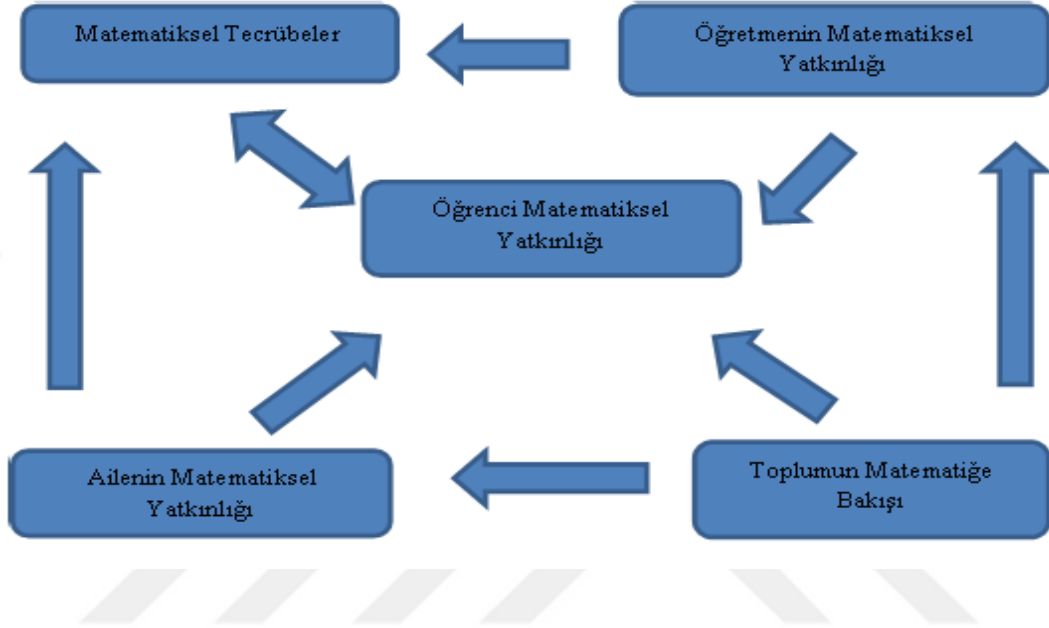 Matematiksel Tecrübeler
Öğretmenin Matematiksel
Yatkınlığı
Öğrenci Matematiksel
Yatkınlığı
Ailenin Matematiksel
Yatkınlığı
Toplumun Matematiğe
Bakışı